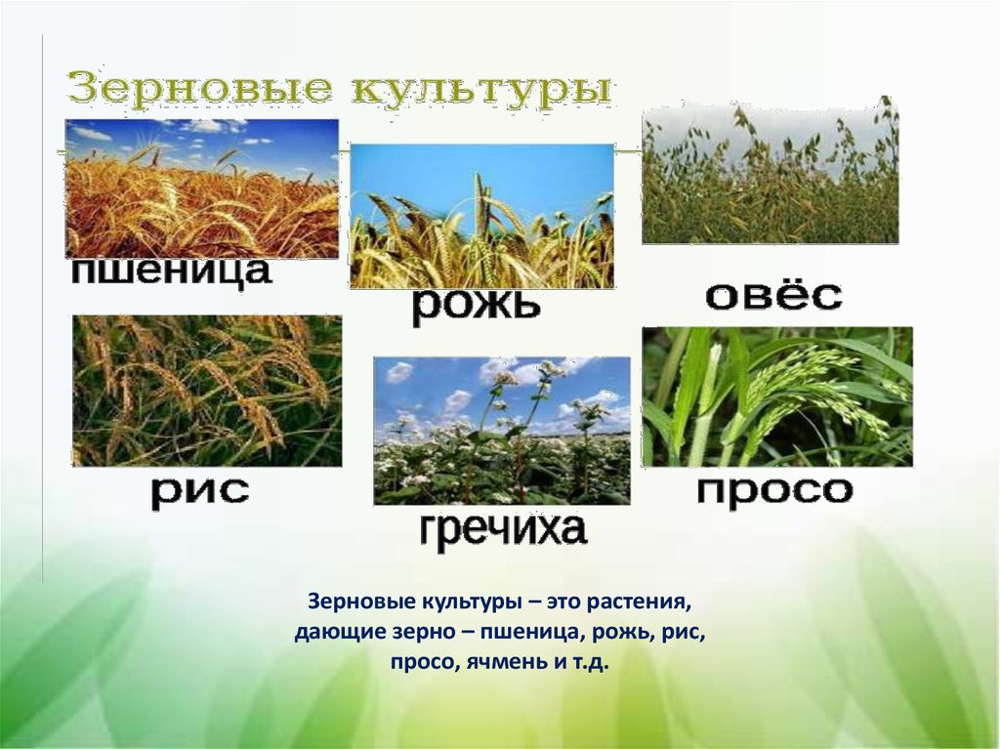 Зерновые культуры
пшеница
рожь
овёс
рис
гречиха
просо
Зерновые культуры – это растения,
дающие зерно – пшеница, рожь, рис,
просо, ячмень и т.д.